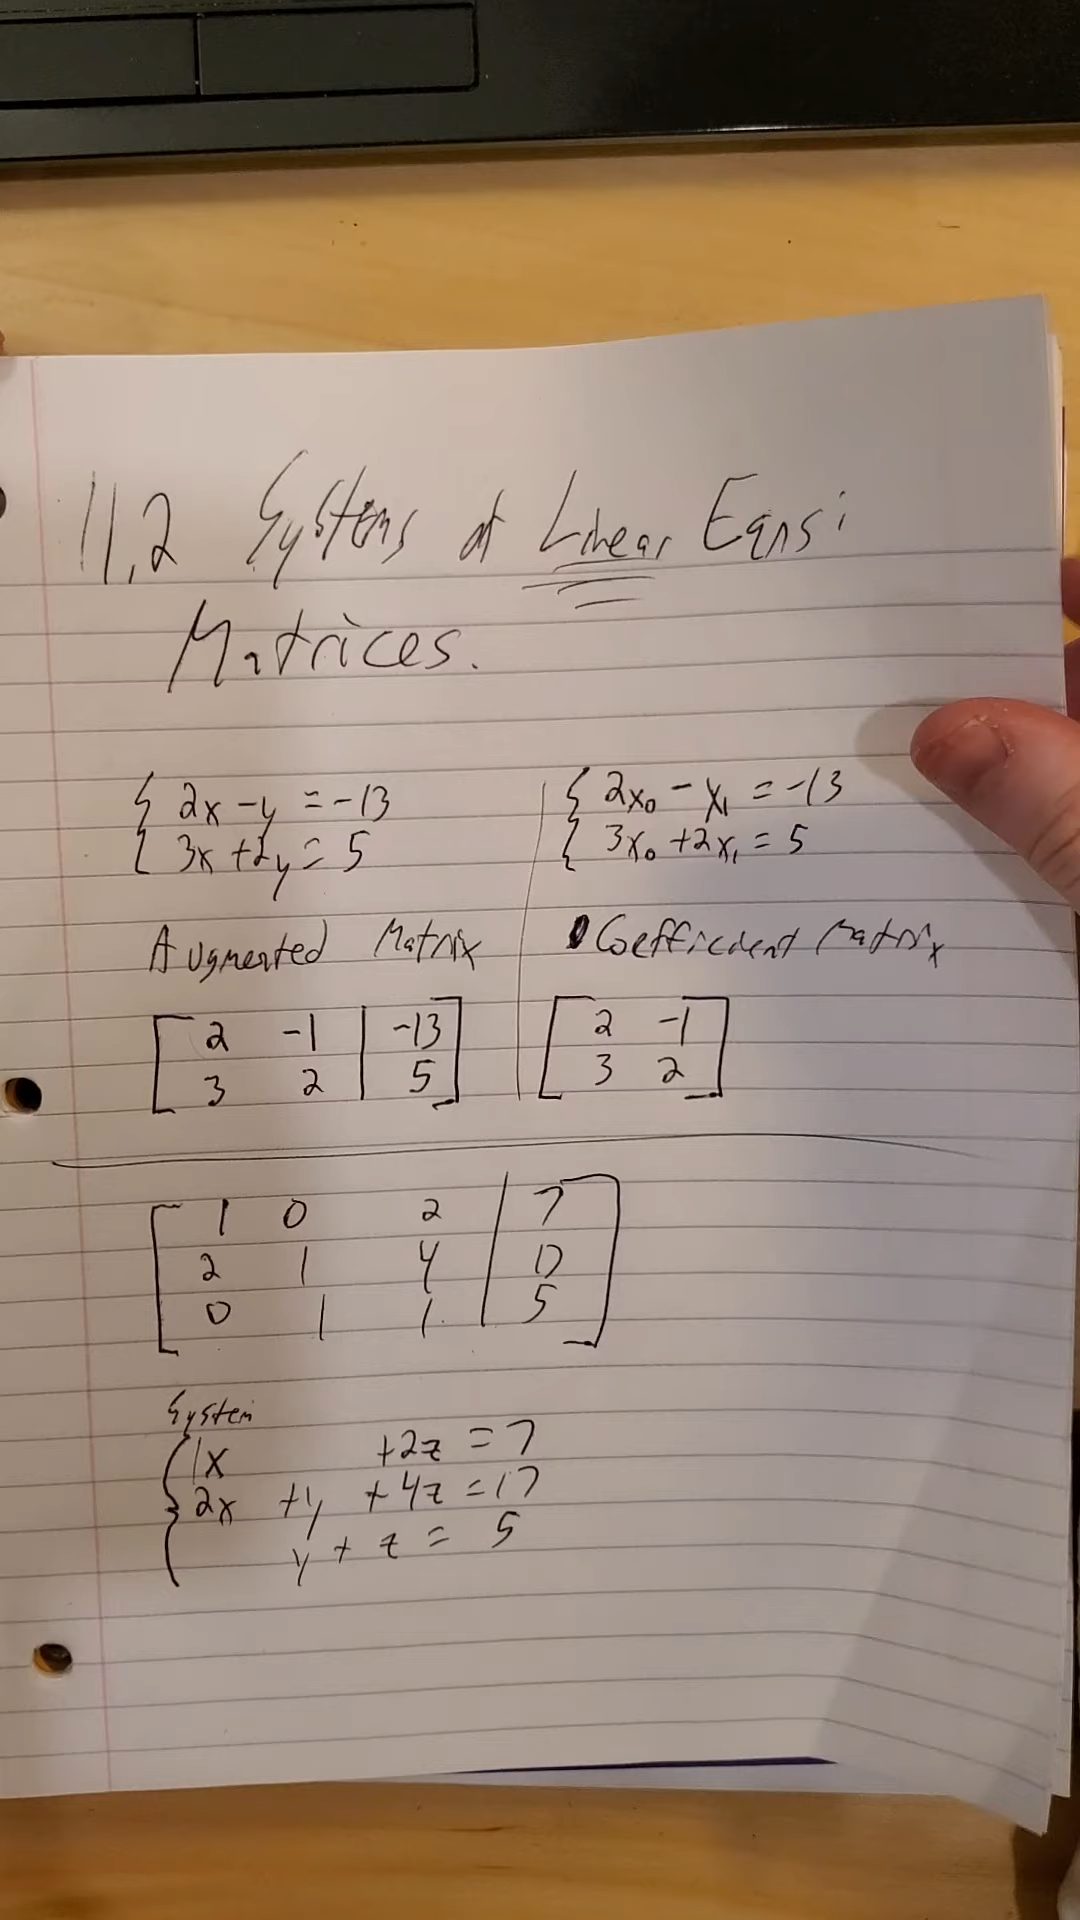 11.2 Systems of Linear Eqns:
Matrices.
{ 2x - y = -13
{ 3x + 2y = 5
{ 2x₀ - x₁ = -13
{ 3x₀ + 2x₁ = 5
Augmented Matrix
[ 2 -1 | -13 ]
[ 3 2 | 5 ]
Coefficient Matrix
[ 2 -1 ]
[ 3 2 ]
[ 1 0 2 | 7 ]
[ 2 1 4 | 17 ]
[ 0 1 1 | 5 ]
System
{ 1x + 2z = 7
{ 2x + y + 4z = 17
{ y + z = 5